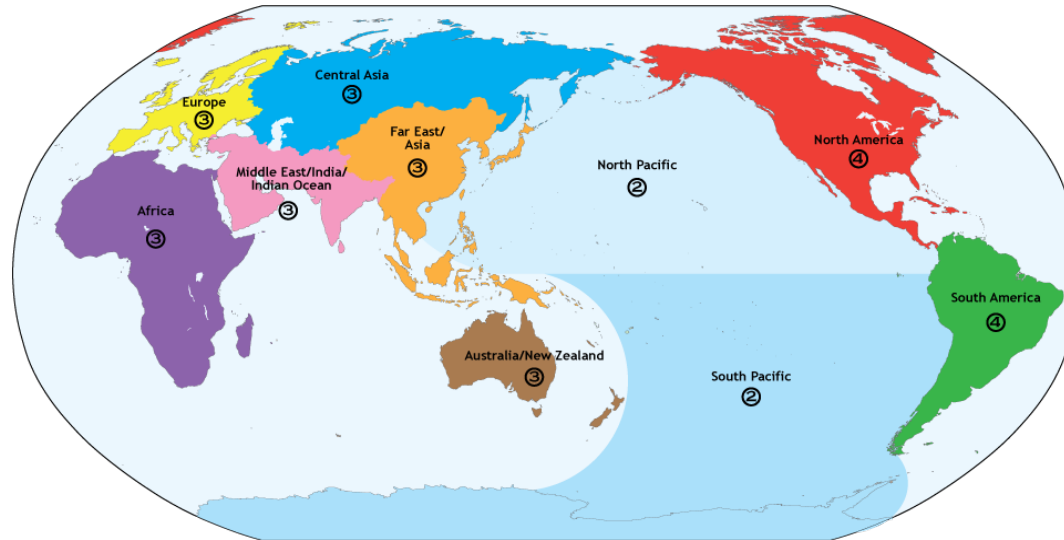 Central Asia
③
Europe
③
Far East/
Asia
③
North America
④
North Pacific
②
Middle East/India/
Indian Ocean
③
Africa
③
South America
④
Australia/New Zealand
③
South Pacific
②